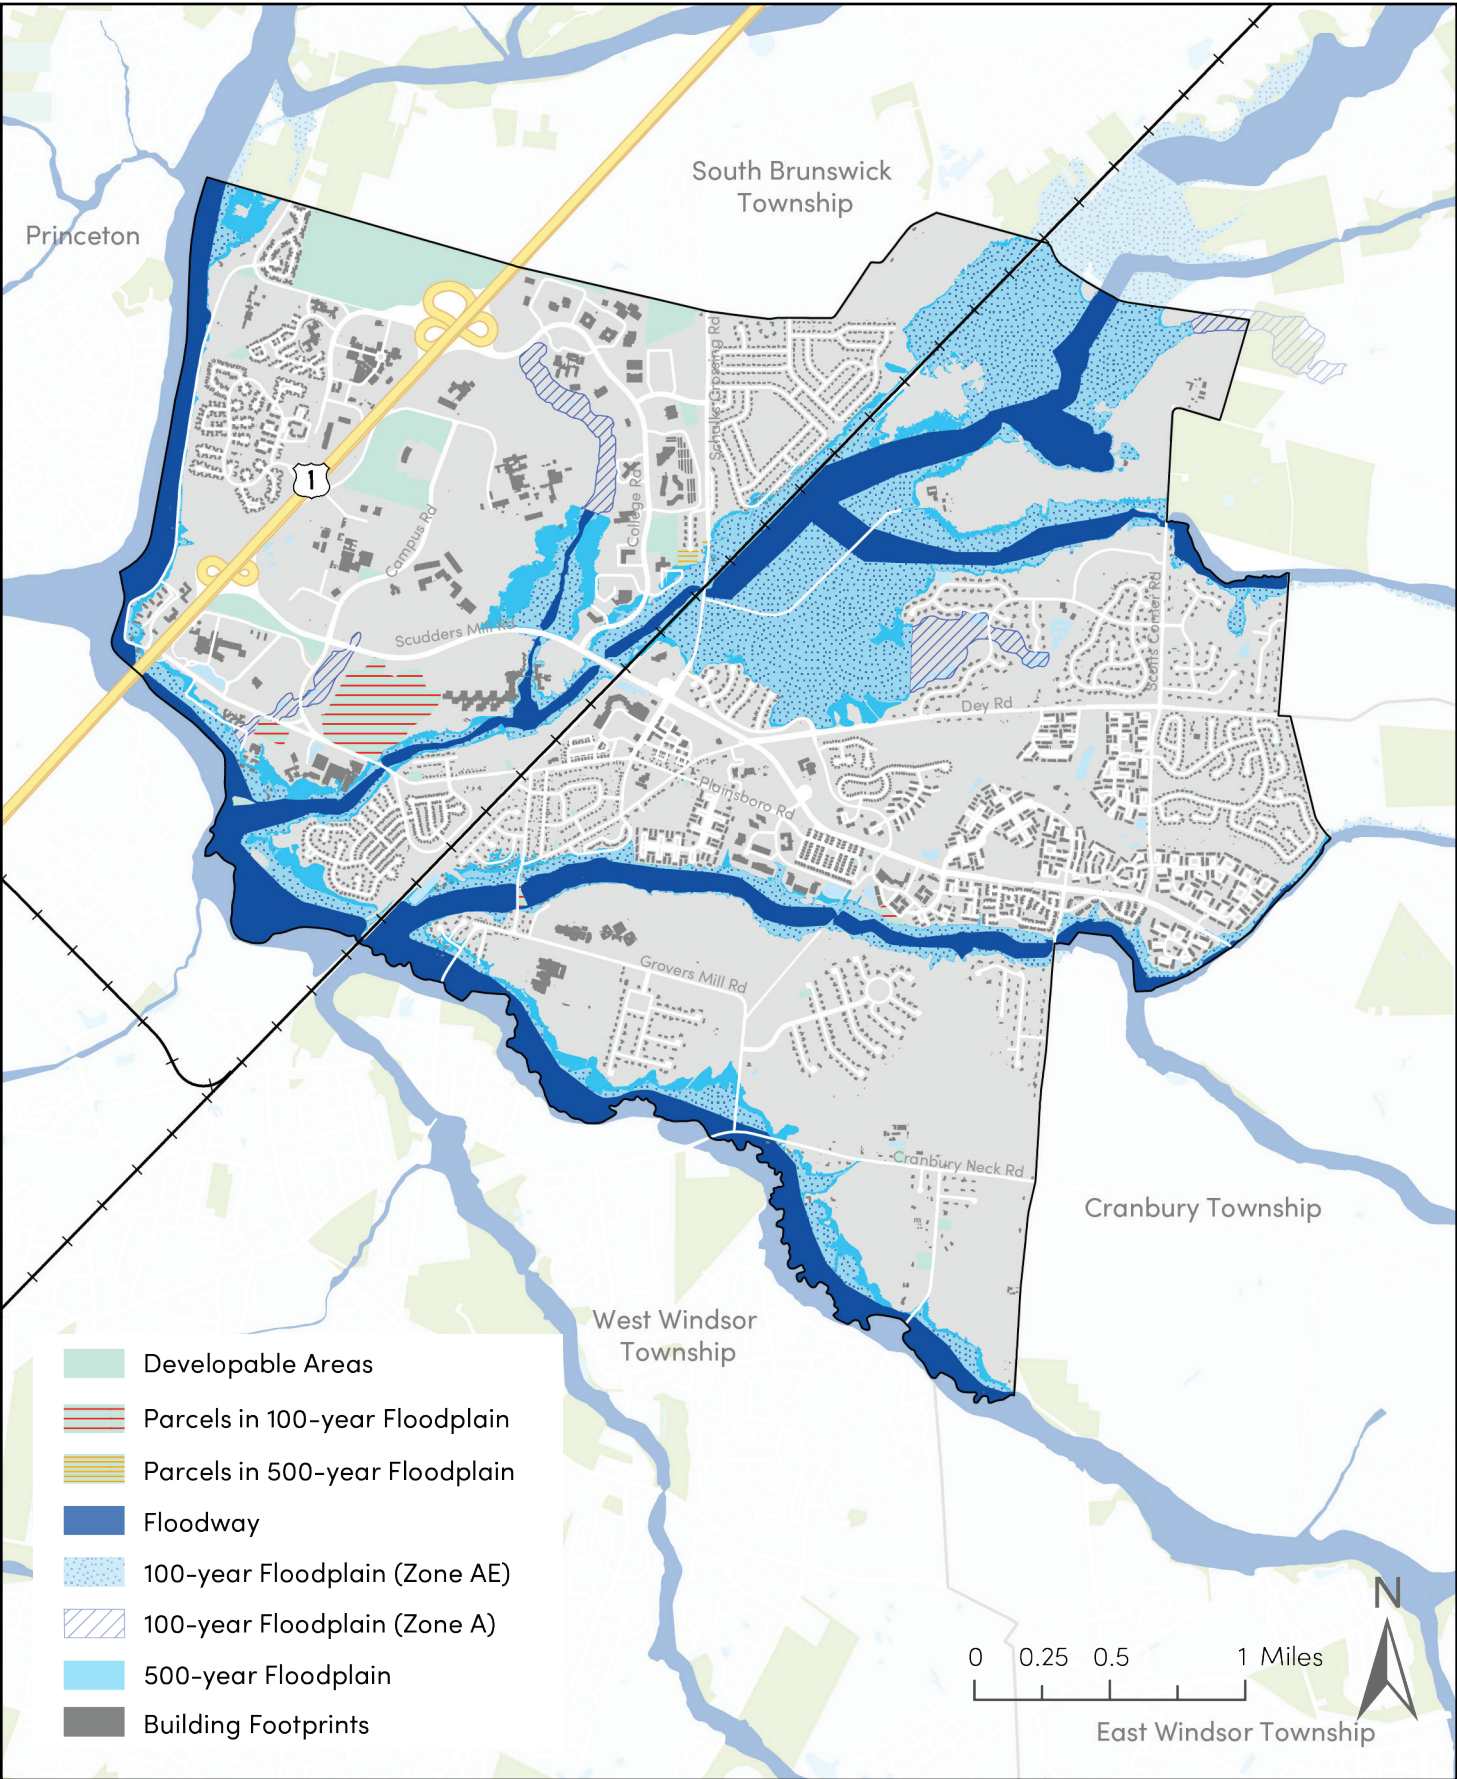 South Brunswick
Township
Princeton
Schalks Crossing Rd
1
College Rd
Campus Rd
Scudders Mill Rd
Scotts Corner Rd
Dey Rd
Plainsboro Rd
Grovers Mill Rd
Cranbury Neck Rd
Cranbury Township
West Windsor
Township
Developable Areas
Parcels in 100-year Floodplain
Parcels in 500-year Floodplain
Floodway
100-year Floodplain (Zone AE)
100-year Floodplain (Zone A)
500-year Floodplain
Building Footprints
N
0 0.25 0.5 1 Miles
East Windsor Township